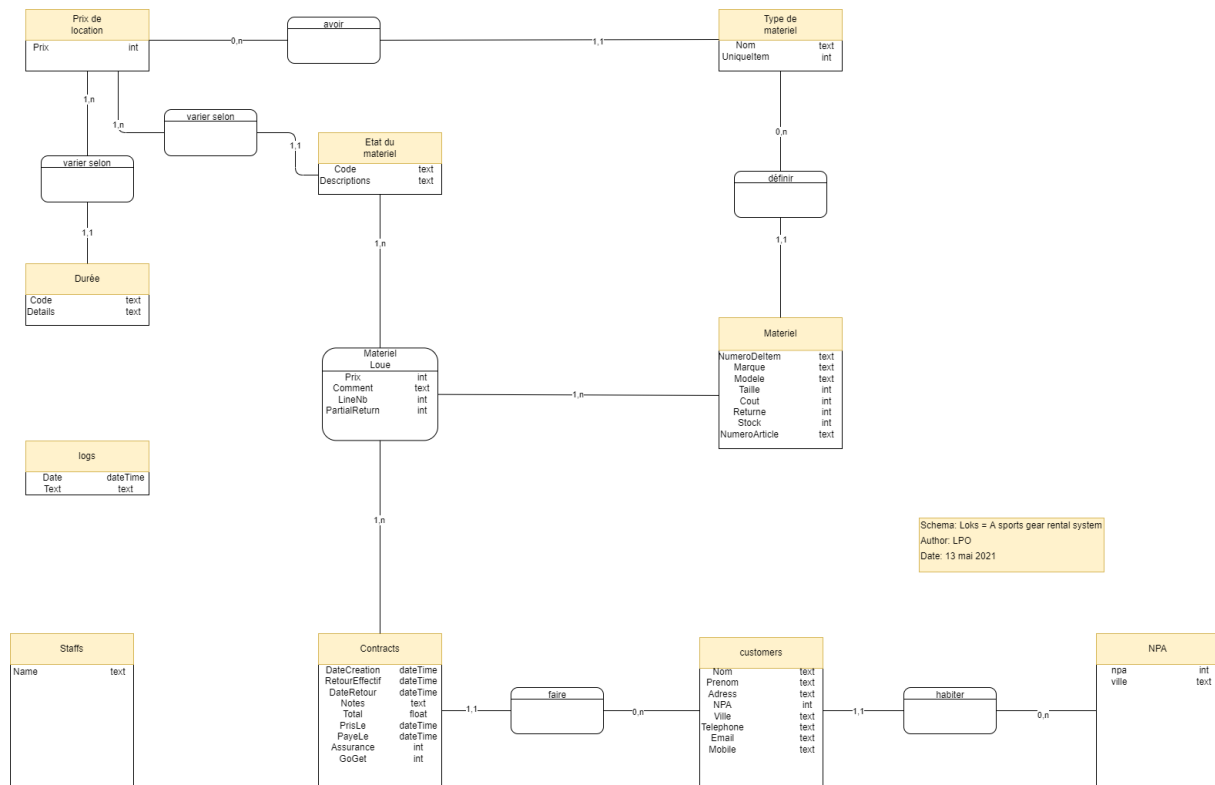 Prix de
location
Prix int
avoir
0,n
1,1
Type de
materiel
Nom text
UniqueItem int
1,n
1,n
varier selon
1,1
Etat du
materiel
Code text
Descriptions text
varier selon
1,1
0,n
définir
1,1
1,n
Durée
Code text
Details text
Materiel
NumeroDeItem text
Marque text
Modele text
Taille int
Cout int
Returne int
Stock int
NumeroArticle text
Materiel
Loue
Prix int
Comment text
LineNb int
PartialReturn int
1,n
logs
Date dateTime
Text text
1,n
Schema: Loks = A sports gear rental system
Author: LPO
Date: 13 mai 2021
Staffs
Name text
Contracts
DateCreation dateTime
RetourEffectif dateTime
DateRetour dateTime
Notes text
Total float
PrisLe dateTime
PayeLe dateTime
Assurance int
GoGet int
1,1
faire
0,n
customers
Nom text
Prenom text
Adress text
NPA int
Ville text
Telephone text
Email text
Mobile text
1,1
habiter
0,n
NPA
npa int
ville text